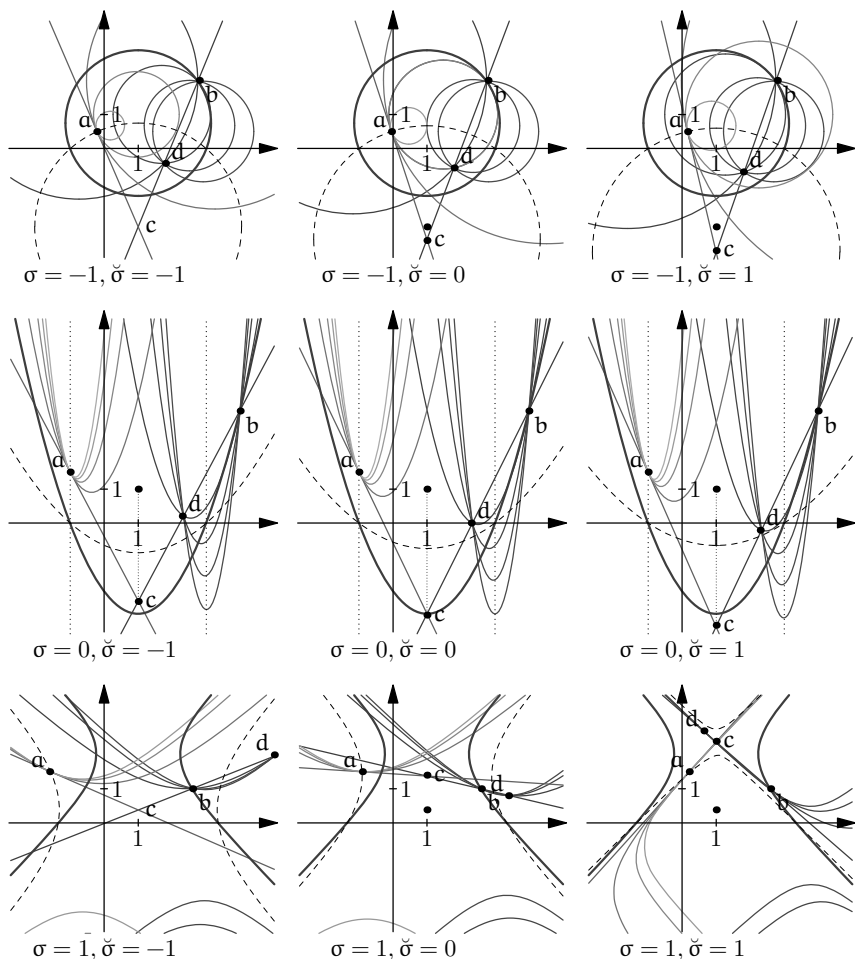 a 1 b
1 d
c
σ = −1, σ̆ = −1
a 1 b
1 d
c
σ = −1, σ̆ = 0
a 1 b
1 d
c
σ = −1, σ̆ = 1
a b
1 d
1
c
σ = 0, σ̆ = −1
a b
1 d
1
c
σ = 0, σ̆ = 0
a b
1 d
1
c
σ = 0, σ̆ = 1
a d
1 b
c
1
σ = 1, σ̆ = −1
a c
1 d
b
1
σ = 1, σ̆ = 0
d
c
a
1 b
1
σ = 1, σ̆ = 1